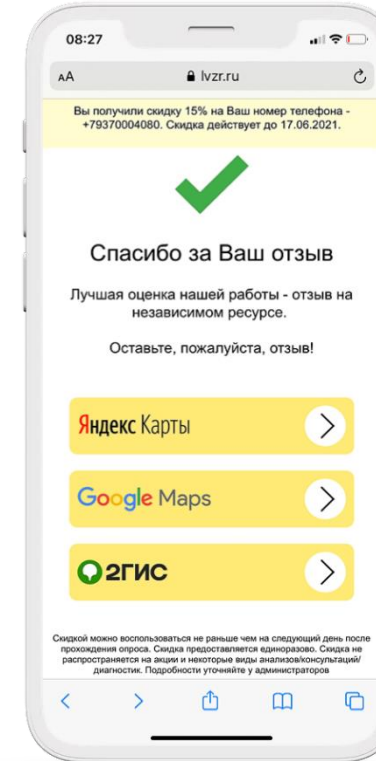 08:27
AA
lvzr.ru
Вы получили скидку 15% на Ваш номер телефона -
+79370004080. Скидка действует до 17.06.2021.
Спасибо за Ваш отзыв
Лучшая оценка нашей работы - отзыв на
независимом ресурсе.
Оставьте, пожалуйста, отзыв!
Яндекс Карты
Google Maps
2ГИС
Скидкой можно воспользоваться не раньше чем на следующий день после
прохождения опроса. Скидка предоставляется единоразово. Скидка не
распространяется на акции и некоторые виды анализов/консультаций/
диагностик. Подробности уточняйте у администраторов